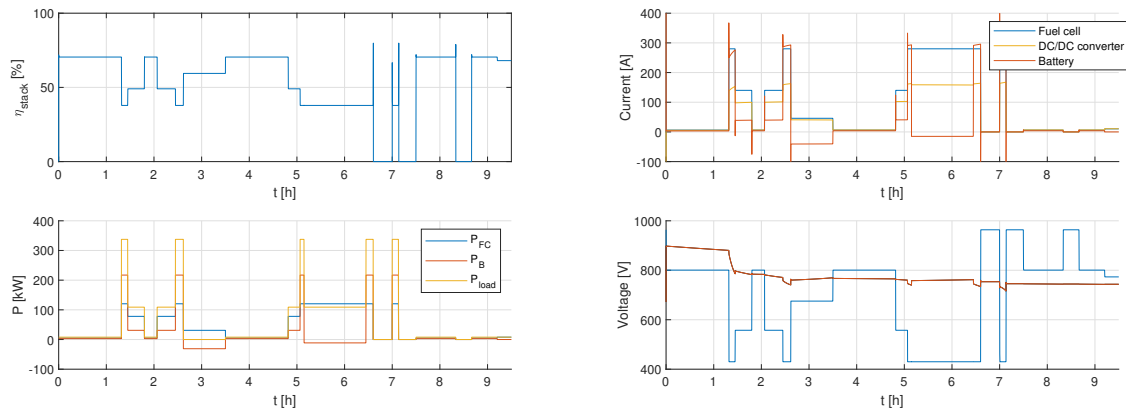 100
50
0
η_stack [%]
0 1 2 3 4 5 6 7 8 9
t [h]
400
300
200
100
0
-100
Current [A]
Fuel cell
DC/DC converter
Battery
0 1 2 3 4 5 6 7 8 9
t [h]
400
300
200
100
0
-100
P [kW]
P_FC
P_B
P_load
0 1 2 3 4 5 6 7 8 9
t [h]
1000
800
600
400
Voltage [V]
0 1 2 3 4 5 6 7 8 9
t [h]